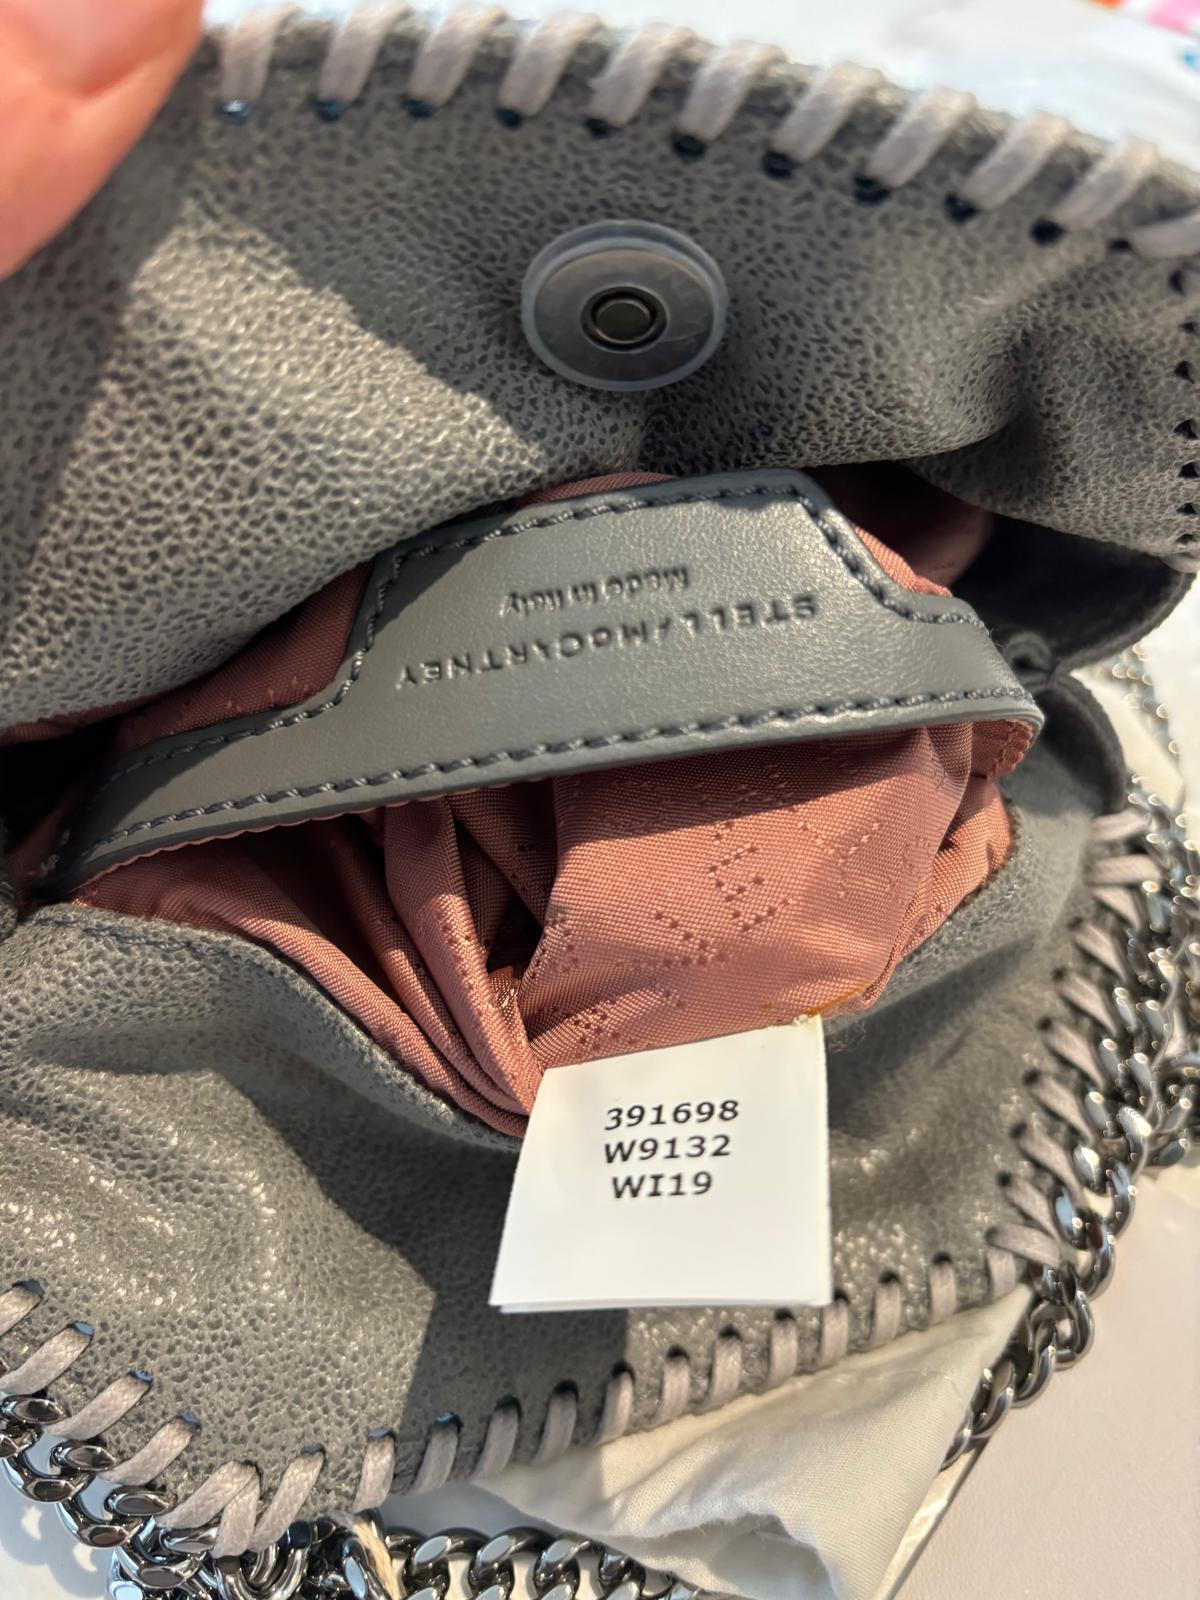 STELLA McCARTNEY
Made in Italy
391698
W9132
WI19